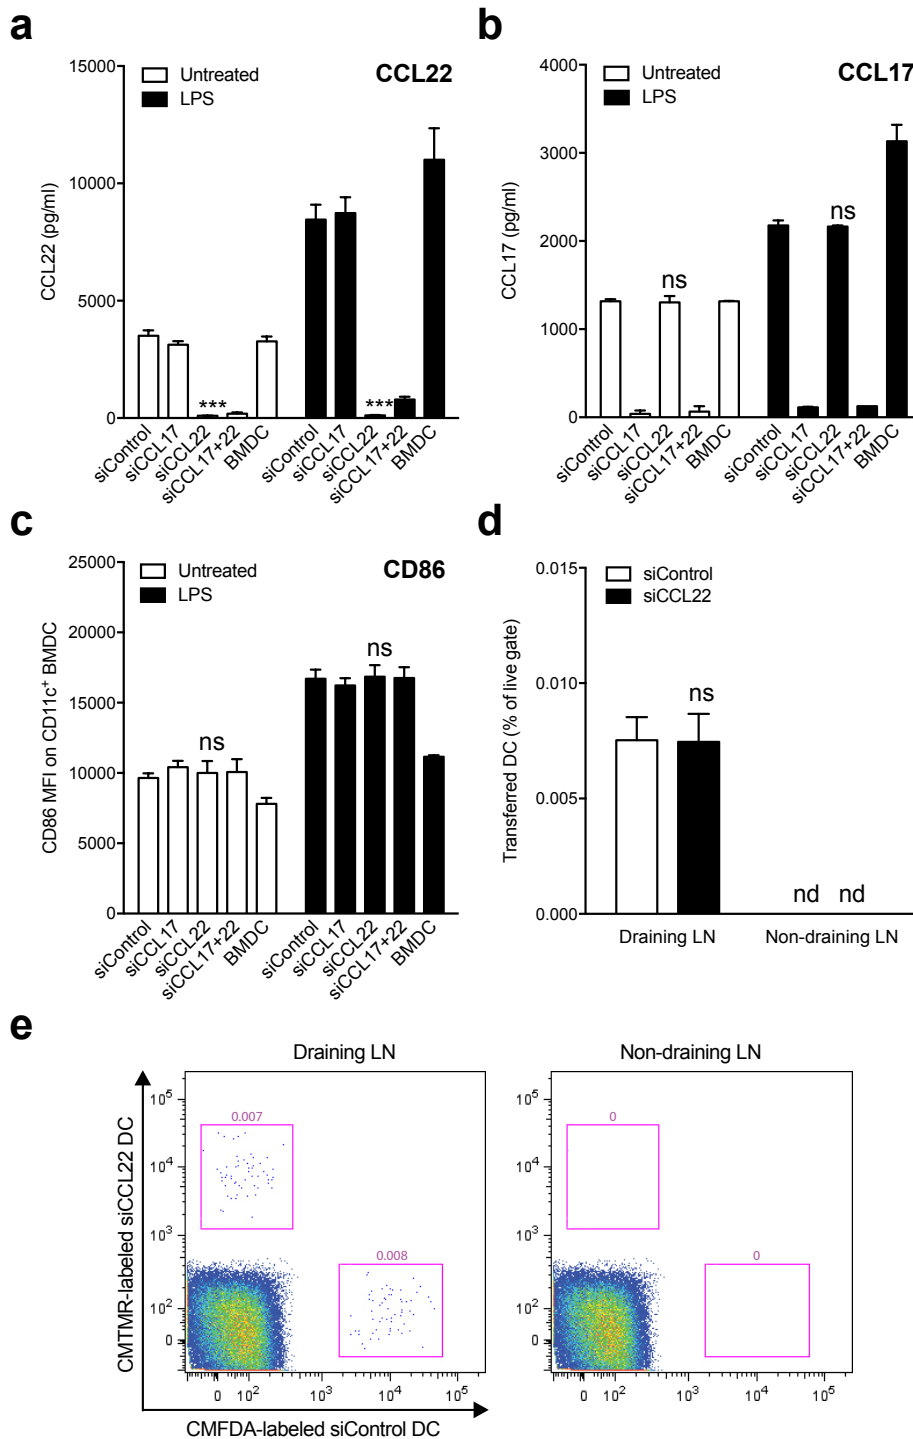 a
CCL22
Untreated
LPS
CCL22 (pg/ml)
15000
10000
5000
0
***
***
siControl
siCCL17
siCCL22
siCCL17+22
BMDC
siControl
siCCL17
siCCL22
siCCL17+22
BMDC
b
CCL17
Untreated
LPS
CCL17 (pg/ml)
4000
3000
2000
1000
0
ns
ns
siControl
siCCL17
siCCL22
siCCL17+22
BMDC
siControl
siCCL17
siCCL22
siCCL17+22
BMDC
c
CD86
Untreated
LPS
CD86 MFI on CD11c+ BMDC
25000
20000
15000
10000
5000
0
ns
ns
siControl
siCCL17
siCCL22
siCCL17+22
BMDC
siControl
siCCL17
siCCL22
siCCL17+22
BMDC
d
siControl
siCCL22
Transferred DC (% of live gate)
0.015
0.010
0.005
0.000
ns
nd nd
Draining LN Non-draining LN
e
Draining LN
Non-draining LN
CMTMR-labeled siCCL22 DC
10^5
10^4
10^3
10^2
0
0.007
0.008
0 10^2 10^3 10^4 10^5
CMFDA-labeled siControl DC
10^5
10^4
10^3
10^2
0
0
0
0 10^2 10^3 10^4 10^5